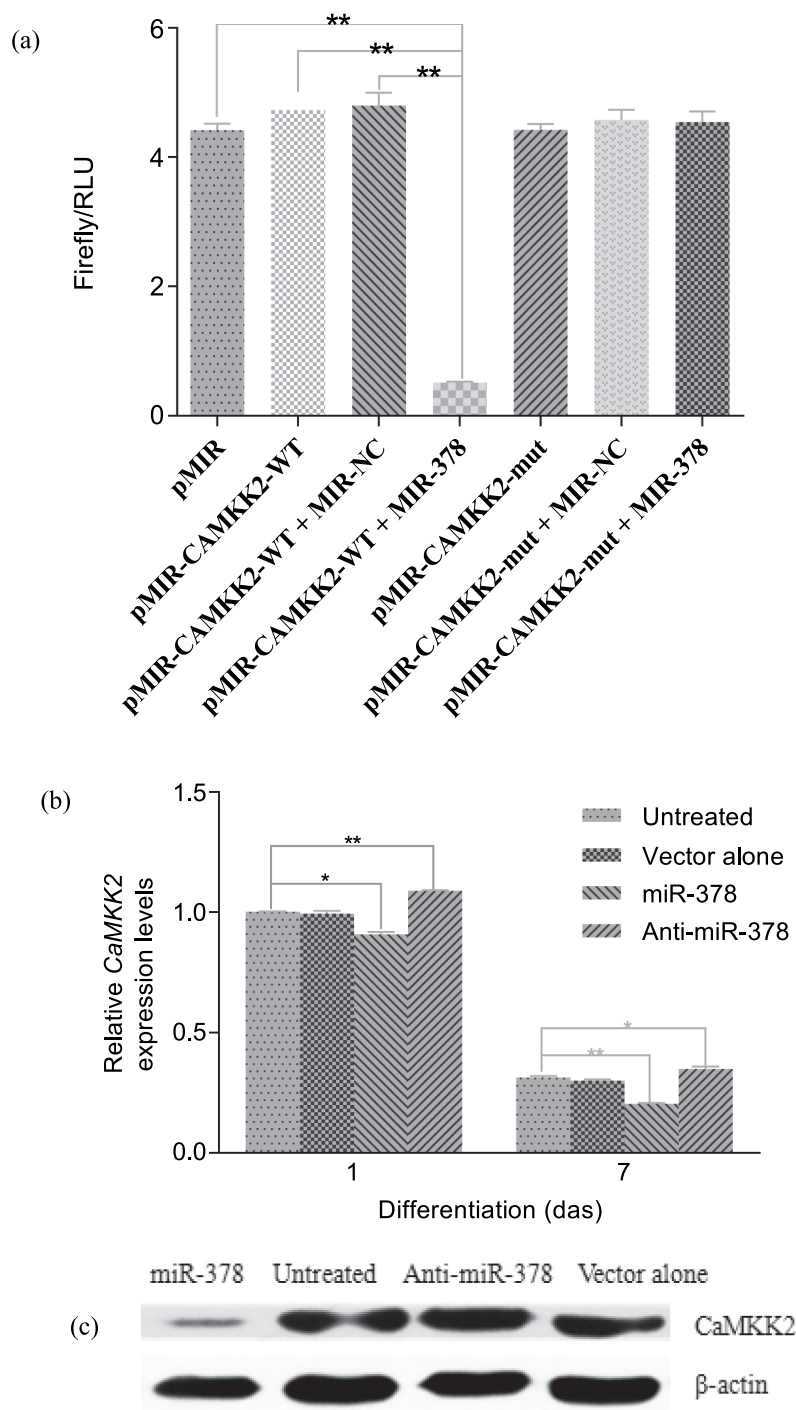 (a)
6
4
2
0
Firefly/RLU
**
**
**
pMIR
pMIR-CAMKK2-WT
pMIR-CAMKK2-WT + MIR-NC
pMIR-CAMKK2-WT + MIR-378
pMIR-CAMKK2-mut
pMIR-CAMKK2-mut + MIR-NC
pMIR-CAMKK2-mut + MIR-378
(b)
1.5
1.0
0.5
0.0
Relative CaMKK2
expression levels
**
*
*
**
Untreated
Vector alone
miR-378
Anti-miR-378
1 7
Differentiation (das)
miR-378 Untreated Anti-miR-378 Vector alone
(c)
CaMKK2
β-actin